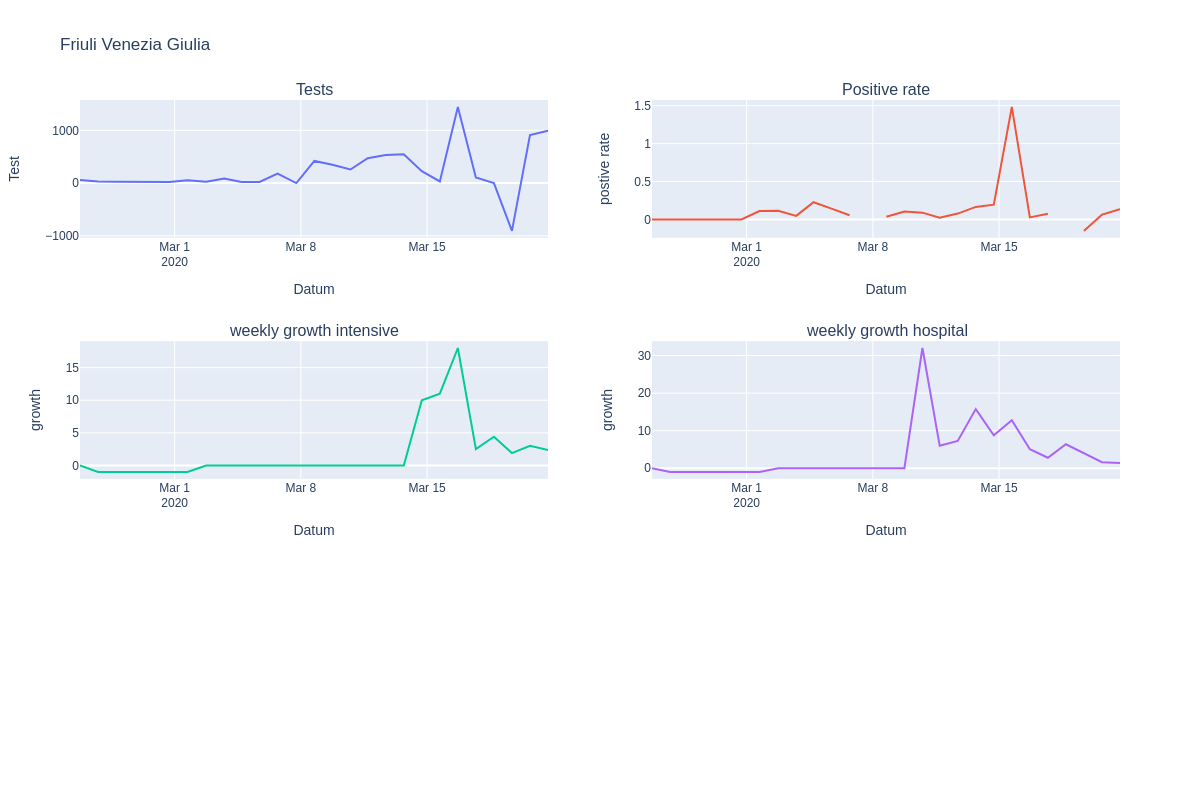 Friuli Venezia Giulia
Tests
Test
1000
0
−1000
Mar 1
2020
Mar 8
Mar 15
Datum
Positive rate
postive rate
1.5
1
0.5
0
Mar 1
2020
Mar 8
Mar 15
Datum
weekly growth intensive
growth
15
10
5
0
Mar 1
2020
Mar 8
Mar 15
Datum
weekly growth hospital
growth
30
20
10
0
Mar 1
2020
Mar 8
Mar 15
Datum